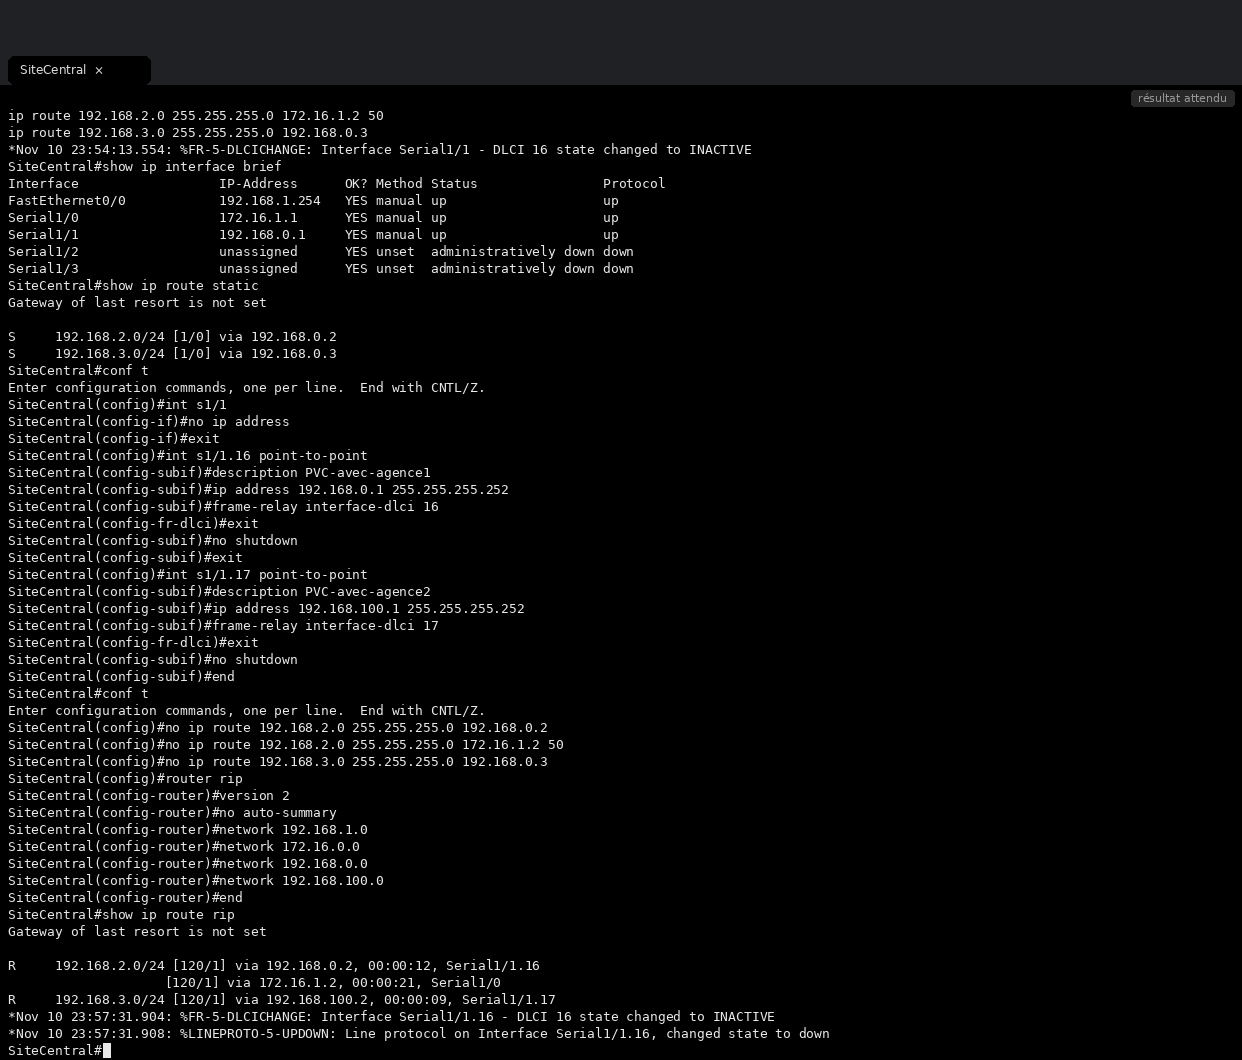 SiteCentral ×
résultat attendu
ip route 192.168.2.0 255.255.255.0 172.16.1.2 50
ip route 192.168.3.0 255.255.255.0 192.168.0.3
*Nov 10 23:54:13.554: %FR-5-DLCICHANGE: Interface Serial1/1 - DLCI 16 state changed to INACTIVE
SiteCentral#show ip interface brief
Interface                  IP-Address      OK? Method Status                Protocol
FastEthernet0/0            192.168.1.254   YES manual up                    up
Serial1/0                  172.16.1.1      YES manual up                    up
Serial1/1                  192.168.0.1     YES manual up                    up
Serial1/2                  unassigned      YES unset  administratively down down
Serial1/3                  unassigned      YES unset  administratively down down
SiteCentral#show ip route static
Gateway of last resort is not set

S     192.168.2.0/24 [1/0] via 192.168.0.2
S     192.168.3.0/24 [1/0] via 192.168.0.3
SiteCentral#conf t
Enter configuration commands, one per line.  End with CNTL/Z.
SiteCentral(config)#int s1/1
SiteCentral(config-if)#no ip address
SiteCentral(config-if)#exit
SiteCentral(config)#int s1/1.16 point-to-point
SiteCentral(config-subif)#description PVC-avec-agence1
SiteCentral(config-subif)#ip address 192.168.0.1 255.255.255.252
SiteCentral(config-subif)#frame-relay interface-dlci 16
SiteCentral(config-fr-dlci)#exit
SiteCentral(config-subif)#no shutdown
SiteCentral(config-subif)#exit
SiteCentral(config)#int s1/1.17 point-to-point
SiteCentral(config-subif)#description PVC-avec-agence2
SiteCentral(config-subif)#ip address 192.168.100.1 255.255.255.252
SiteCentral(config-subif)#frame-relay interface-dlci 17
SiteCentral(config-fr-dlci)#exit
SiteCentral(config-subif)#no shutdown
SiteCentral(config-subif)#end
SiteCentral#conf t
Enter configuration commands, one per line.  End with CNTL/Z.
SiteCentral(config)#no ip route 192.168.2.0 255.255.255.0 192.168.0.2
SiteCentral(config)#no ip route 192.168.2.0 255.255.255.0 172.16.1.2 50
SiteCentral(config)#no ip route 192.168.3.0 255.255.255.0 192.168.0.3
SiteCentral(config)#router rip
SiteCentral(config-router)#version 2
SiteCentral(config-router)#no auto-summary
SiteCentral(config-router)#network 192.168.1.0
SiteCentral(config-router)#network 172.16.0.0
SiteCentral(config-router)#network 192.168.0.0
SiteCentral(config-router)#network 192.168.100.0
SiteCentral(config-router)#end
SiteCentral#show ip route rip
Gateway of last resort is not set

R     192.168.2.0/24 [120/1] via 192.168.0.2, 00:00:12, Serial1/1.16
                    [120/1] via 172.16.1.2, 00:00:21, Serial1/0
R     192.168.3.0/24 [120/1] via 192.168.100.2, 00:00:09, Serial1/1.17
*Nov 10 23:57:31.904: %FR-5-DLCICHANGE: Interface Serial1/1.16 - DLCI 16 state changed to INACTIVE
*Nov 10 23:57:31.908: %LINEPROTO-5-UPDOWN: Line protocol on Interface Serial1/1.16, changed state to down
SiteCentral#